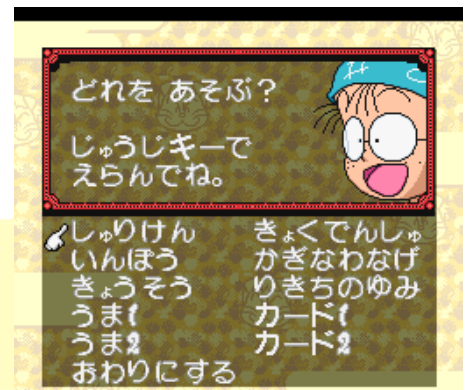 どれを あそぶ?
じゅうじキーで
えらんでね。
しゅりけん きょくでんしゅ
いんぽう かぎなわなげ
きょうそう りきちのゆみ
うま1 カード1
うま2 カード2
おわりにする